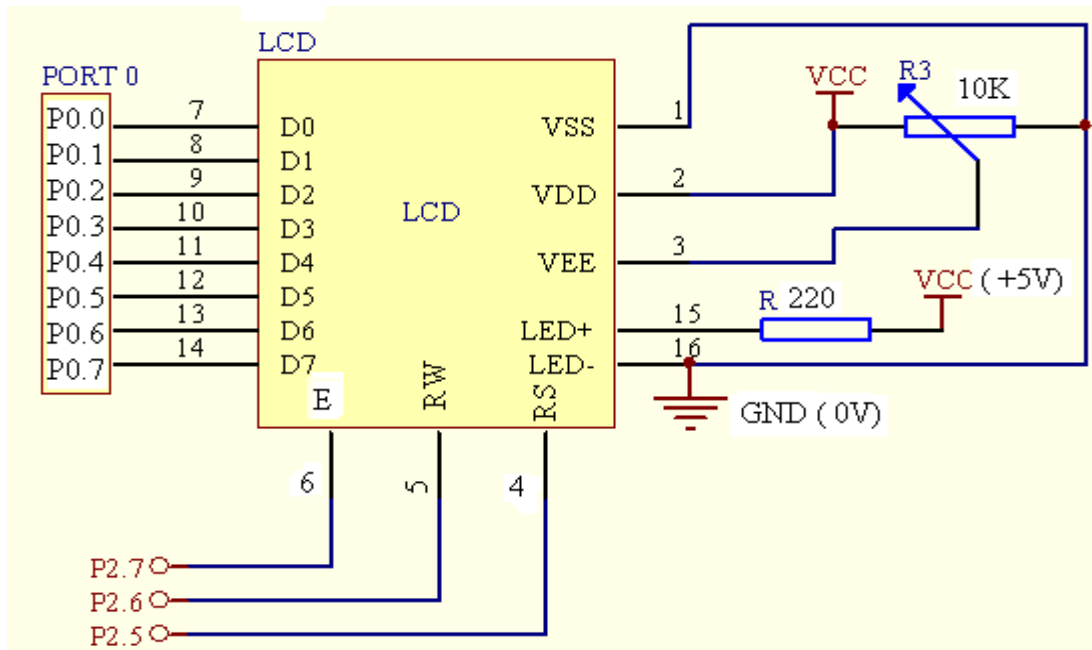 LCD
PORT 0
P0.0 7 D0
P0.1 8 D1
P0.2 9 D2
P0.3 10 D3
P0.4 11 D4
P0.5 12 D5
P0.6 13 D6
P0.7 14 D7
LCD
VSS 1
VDD 2
VEE 3
LED+ 15
LED- 16
VCC
R3
10K
R 220
VCC (+5V)
GND ( 0V)
E
RW
RS
6
5
4
P2.7
P2.6
P2.5